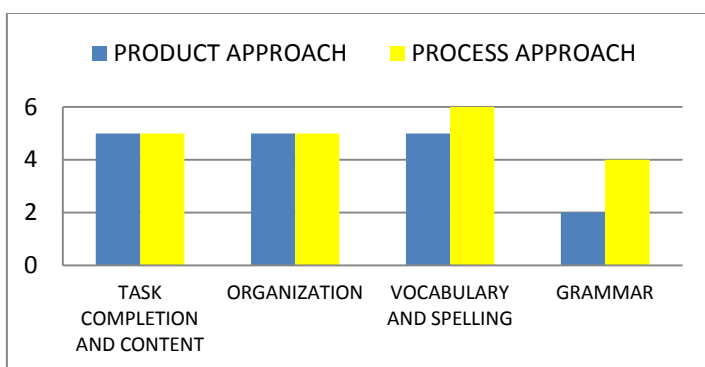 PRODUCT APPROACH PROCESS APPROACH
6
4
2
0
TASK COMPLETION AND CONTENT
ORGANIZATION
VOCABULARY AND SPELLING
GRAMMAR